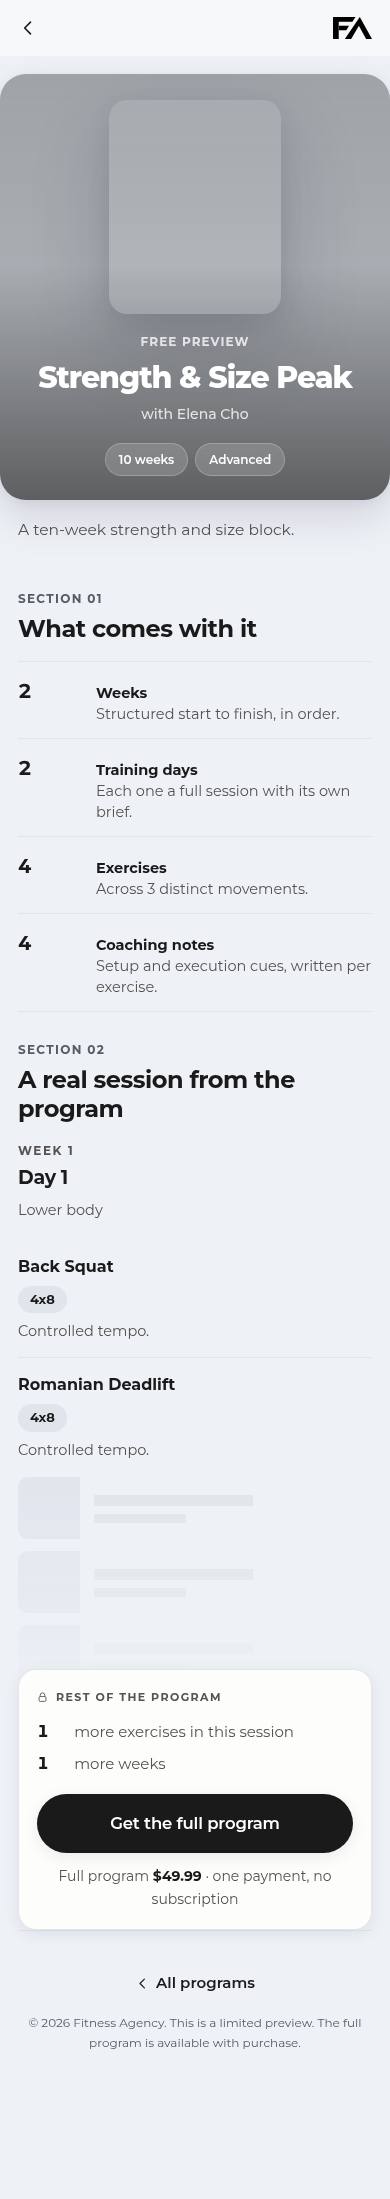 FA
FREE PREVIEW
Strength & Size Peak
with Elena Cho
10 weeks
Advanced
A ten-week strength and size block.
SECTION 01
What comes with it
2
Weeks
Structured start to finish, in order.
2
Training days
Each one a full session with its own
brief.
4
Exercises
Across 3 distinct movements.
4
Coaching notes
Setup and execution cues, written per
exercise.
SECTION 02
A real session from the
program
WEEK 1
Day 1
Lower body
Back Squat
4x8
Controlled tempo.
Romanian Deadlift
4x8
Controlled tempo.
REST OF THE PROGRAM
1 more exercises in this session
1 more weeks
Get the full program
Full program $49.99 · one payment, no
subscription
All programs
© 2026 Fitness Agency. This is a limited preview. The full
program is available with purchase.